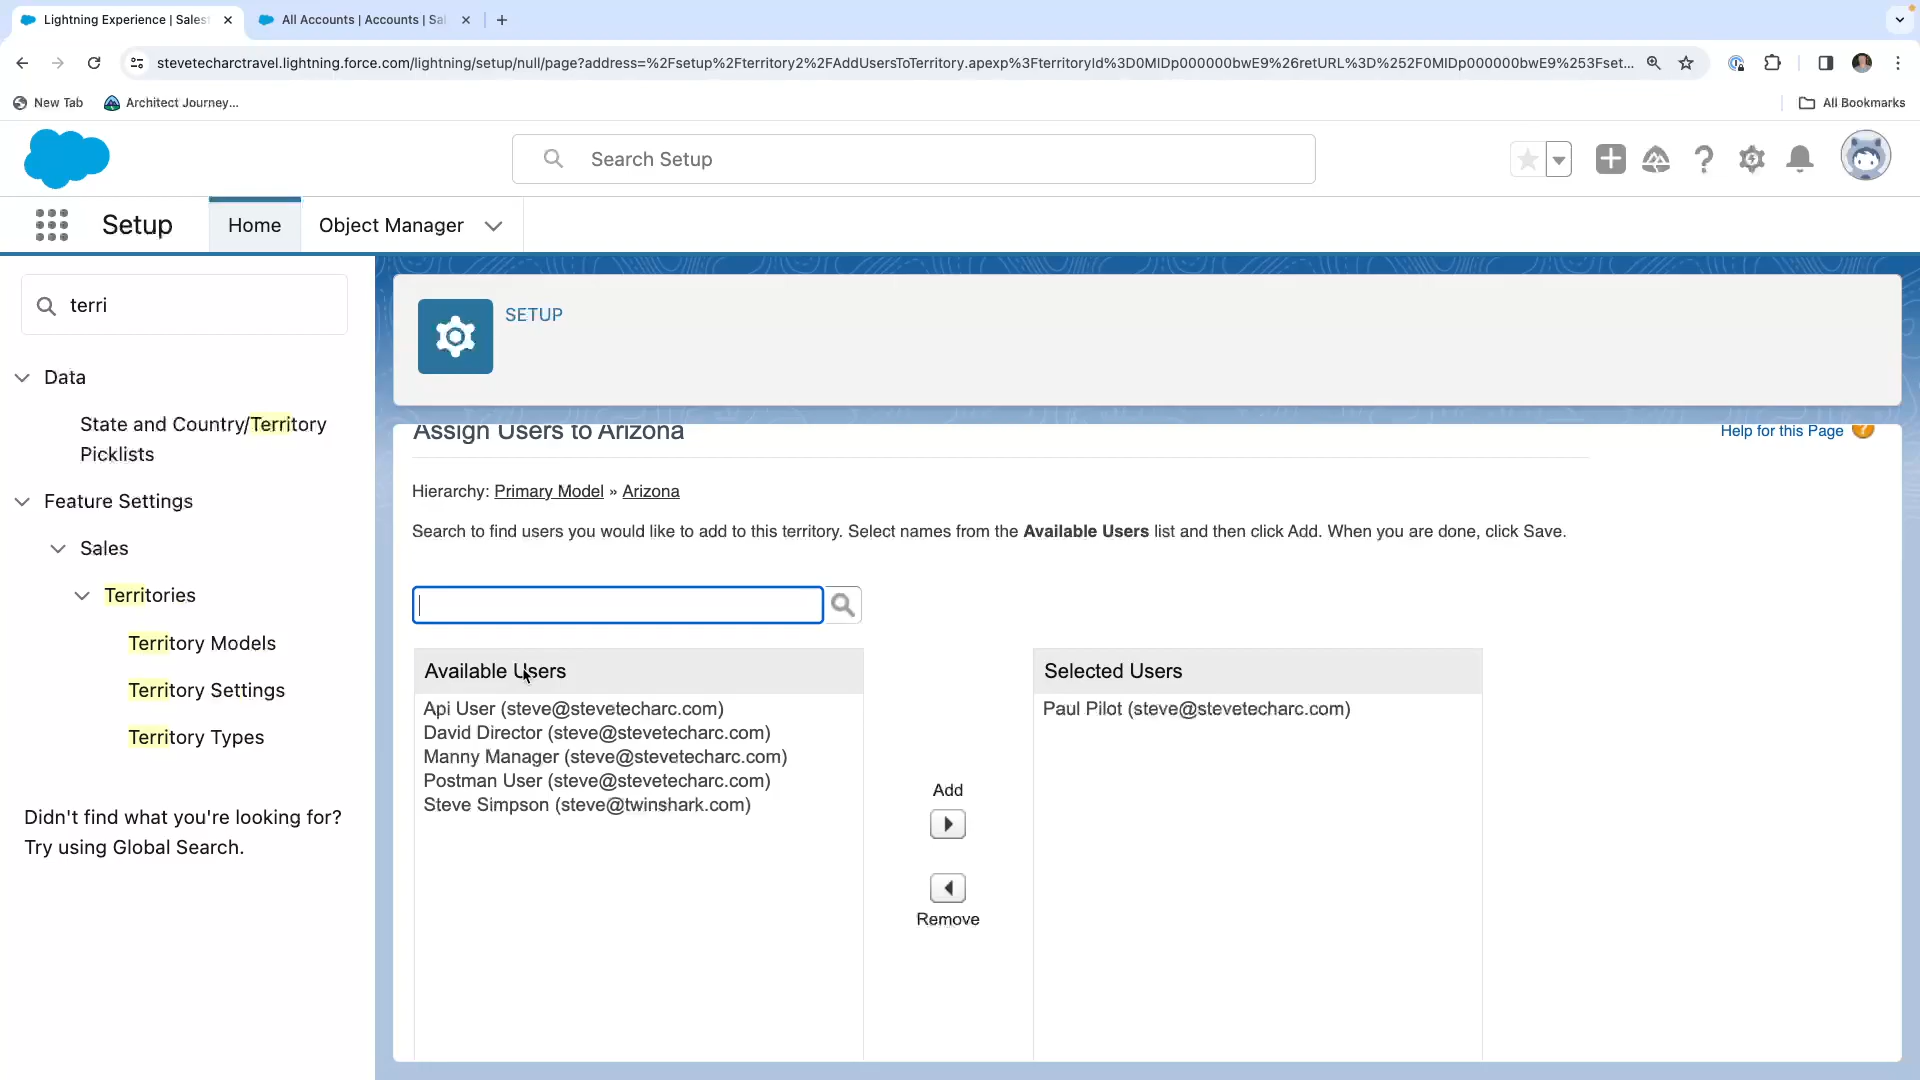 Lightning Experience | Sales
All Accounts | Accounts | Sal
stevetecharctravel.lightning.force.com/lightning/setup/null/page?address=%2Fsetup%2Fterritory2%2FAddUsersToTerritory.apexp%3FterritoryId%3D0MIDp000000bwE9%26retURL%3D%252F0MIDp000000bwE9%253Fset...
New Tab
Architect Journey...
All Bookmarks
Search Setup
Setup
Home
Object Manager
terri
Data
State and Country/Territory
Picklists
Feature Settings
Sales
Territories
Territory Models
Territory Settings
Territory Types
Didn't find what you're looking for?
Try using Global Search.
SETUP
Assign Users to Arizona
Help for this Page
Hierarchy: Primary Model » Arizona
Search to find users you would like to add to this territory. Select names from the Available Users list and then click Add. When you are done, click Save.
Available Users
Api User (steve@stevetecharc.com)
David Director (steve@stevetecharc.com)
Manny Manager (steve@stevetecharc.com)
Postman User (steve@stevetecharc.com)
Steve Simpson (steve@twinshark.com)
Add
Remove
Selected Users
Paul Pilot (steve@stevetecharc.com)